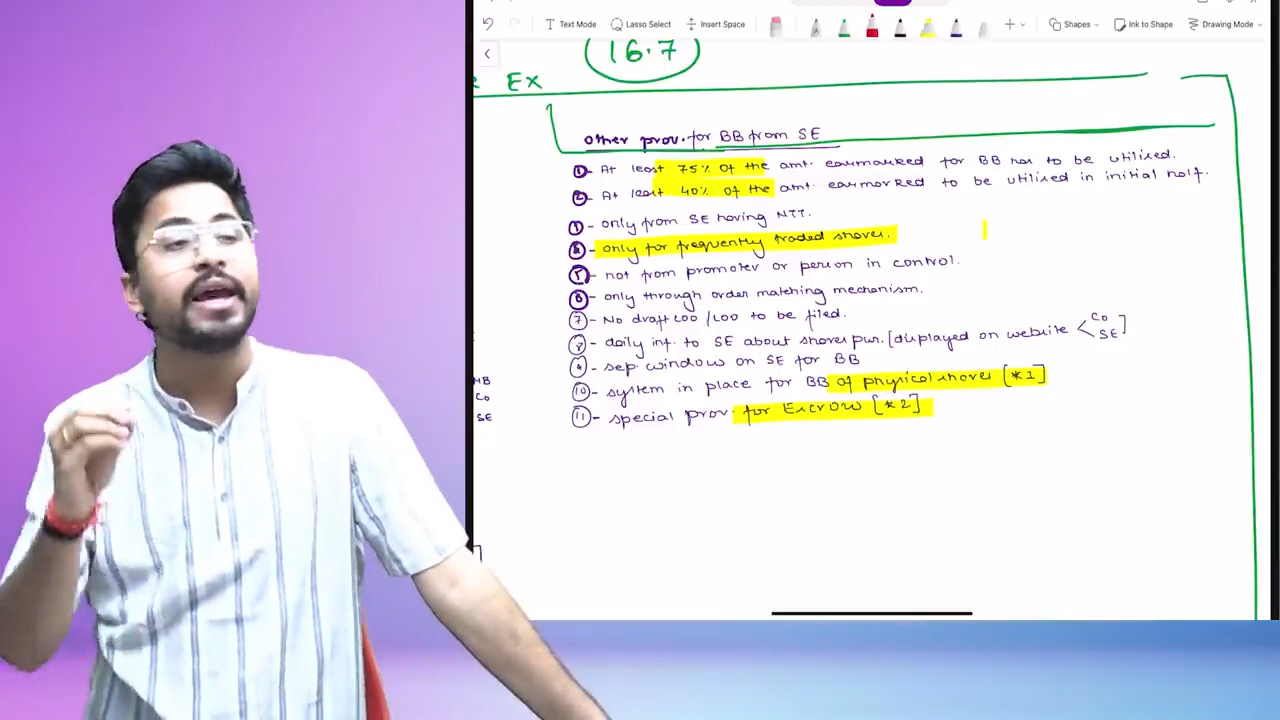 Text Mode Lasso Select Insert Space Shapes Ink to Shape Drawing Mode
16.7
EX
other prov. for BB from SE
① At least 75% of the amt. earmarked for BB has to be utilised.
②- At least 40% of the amt. earmarked to be utilised in initial half.
③- only from SE having NTT.
④- only for frequently traded shares.
⑤- not from promoter or person in control.
⑥- only through order matching mechanism.
⑦- No draft LOO / LOO to be filed.
⑧- daily inf. to SE about shares pur. [displayed on website < CO SE]
⑨- sep. window on SE for BB
⑩- system in place for BB of physical shares [*1]
⑪- special prov. for Escrow [*2]
MB
CO
SE